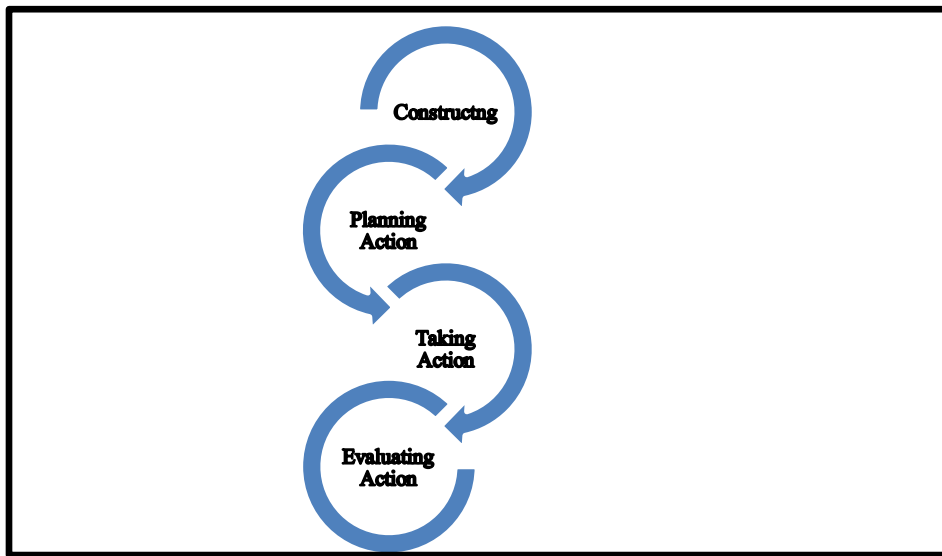 Constructng
Planning
Action
Taking
Action
Evaluating
Action